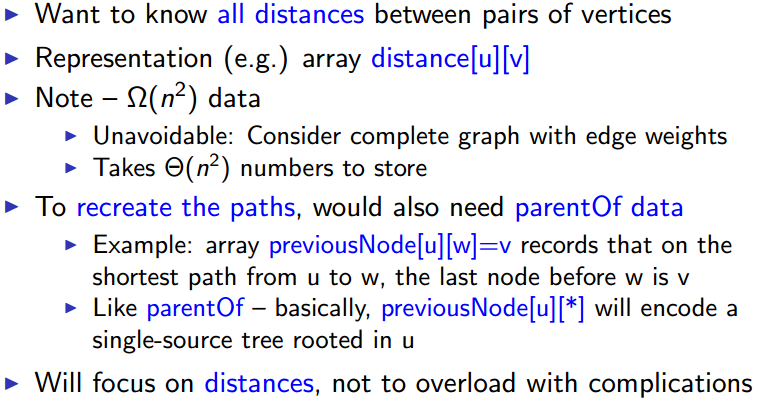 ▶ Want to know all distances between pairs of vertices
▶ Representation (e.g.) array distance[u][v]
▶ Note – Ω(n²) data
▶ Unavoidable: Consider complete graph with edge weights
▶ Takes Θ(n²) numbers to store
▶ To recreate the paths, would also need parentOf data
▶ Example: array previousNode[u][w]=v records that on the
shortest path from u to w, the last node before w is v
▶ Like parentOf – basically, previousNode[u][*] will encode a
single-source tree rooted in u
▶ Will focus on distances, not to overload with complications